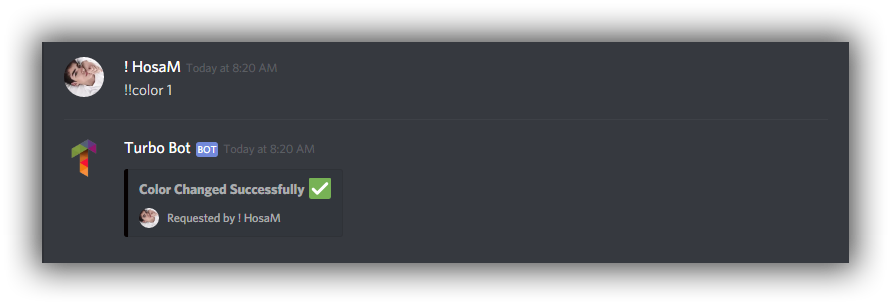 ! HosaM Today at 8:20 AM
!!color 1
Turbo Bot BOT Today at 8:20 AM
Color Changed Successfully ✅
Requested by ! HosaM